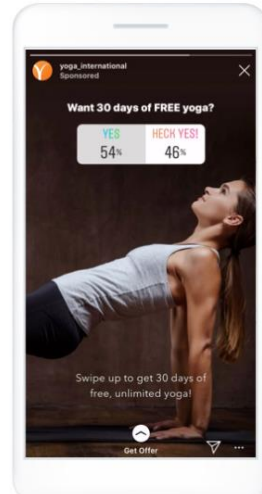 yoga_international
Sponsored
Want 30 days of FREE yoga?
YES HECK YES!
54% 46%
Swipe up to get 30 days of
free, unlimited yoga!
Get Offer